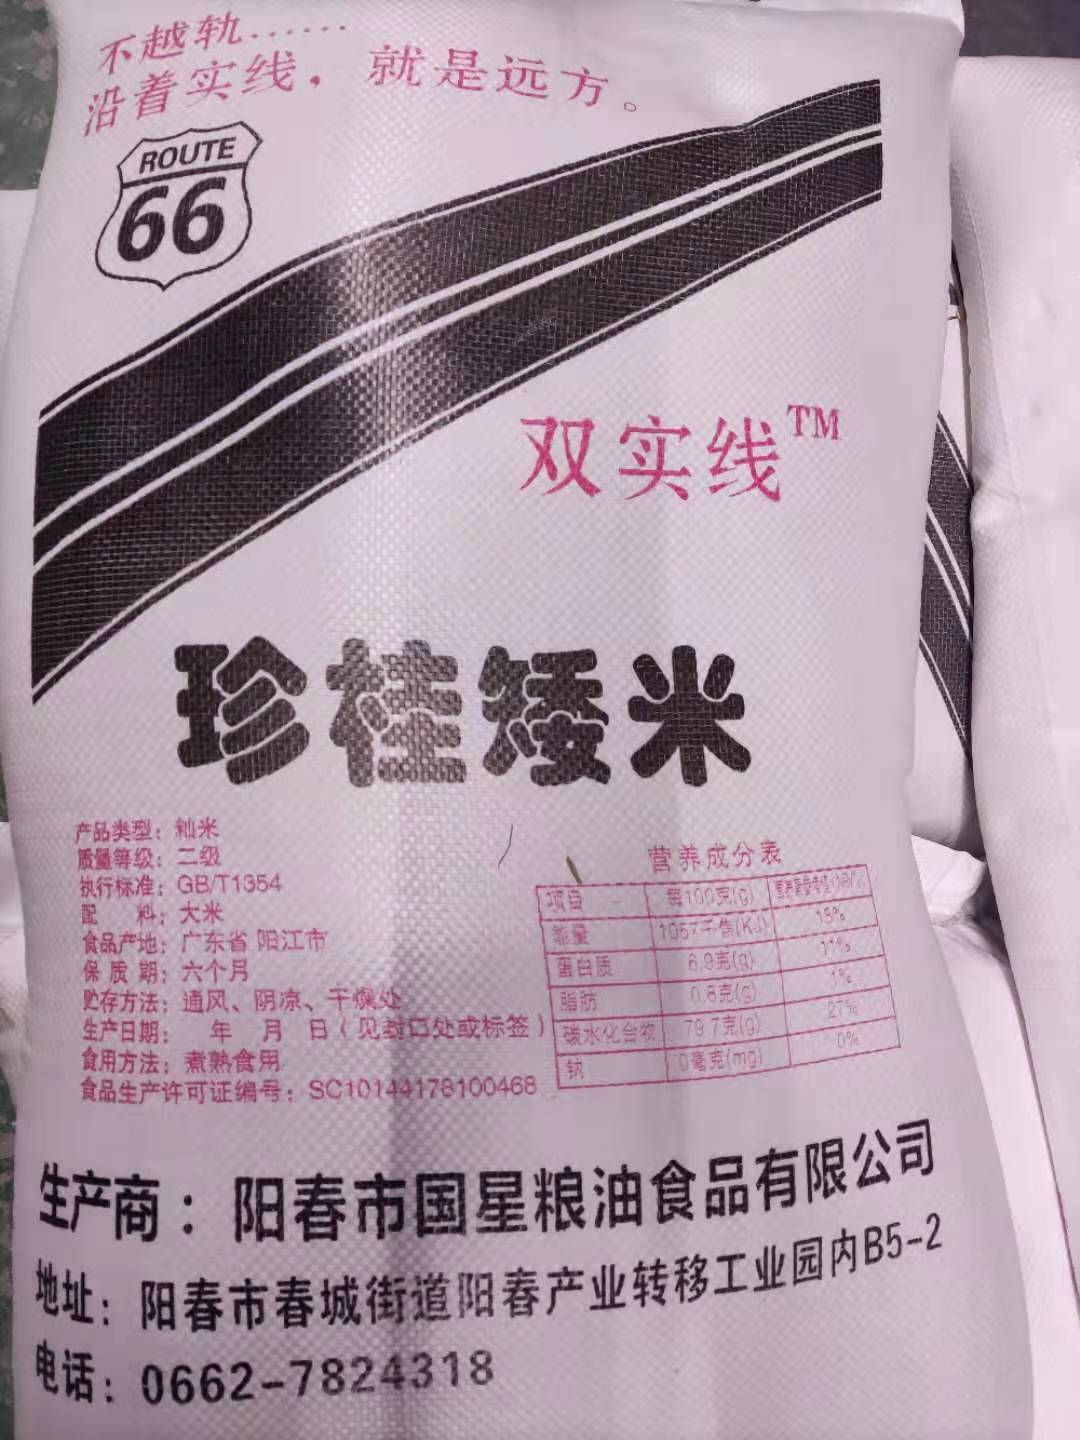 不越轨……
沿着实线，就是远方。
ROUTE
66
双实线™
珍桂矮米
产品类型：籼米
质量等级：二级
执行标准：GB/T1354
配 料：大米
食品产地：广东省 阳江市
保 质 期：六个月
贮存方法：通风、阴凉、干燥处
生产日期： 年 月 日（见封口处或标签）
食用方法：煮熟食用
食品生产许可证编号：SC10144178100468
营养成分表
项目 每100克(g)
能量 1057千焦(KJ) 18%
蛋白质 6.9克(g) 11%
脂肪 0.8克(g) 1%
碳水化合物 79.7克(g) 27%
钠 0毫克(mg) 0%
生产商：阳春市国星粮油食品有限公司
地址：阳春市春城街道阳春产业转移工业园内B5-2
电话：0662-7824318